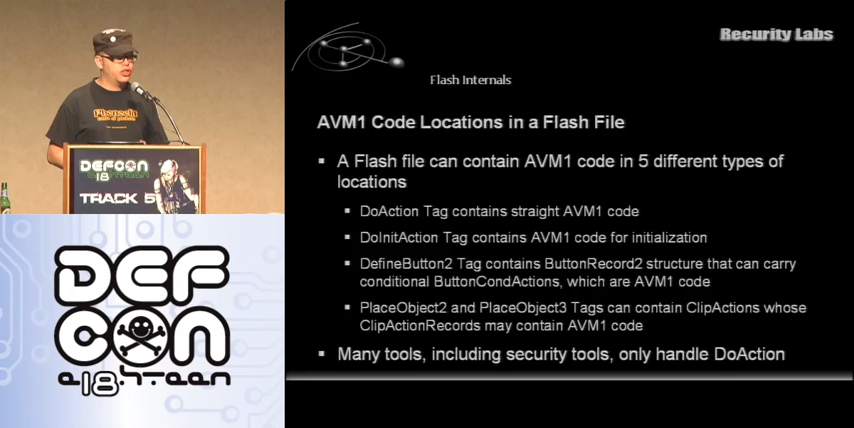 Recurity Labs
Flash Internals
AVM1 Code Locations in a Flash File
A Flash file can contain AVM1 code in 5 different types of
locations
DoAction Tag contains straight AVM1 code
DoInitAction Tag contains AVM1 code for initialization
DefineButton2 Tag contains ButtonRecord2 structure that can carry
conditional ButtonCondActions, which are AVM1 code
PlaceObject2 and PlaceObject3 Tags can contain ClipActions whose
ClipActionRecords may contain AVM1 code
Many tools, including security tools, only handle DoAction
DEFCON
18
TRACK 5
DEF
CON
e18hteen